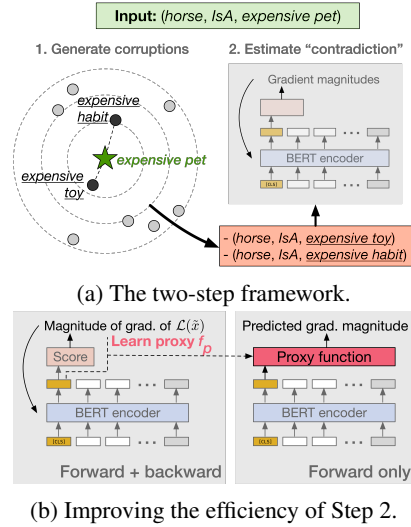 Input: (horse, IsA, expensive pet)
1. Generate corruptions
2. Estimate “contradiction”
expensive
habit
expensive pet
expensive
toy
Gradient magnitudes
BERT encoder
[CLS]
- (horse, IsA, expensive toy)
- (horse, IsA, expensive habit)
(a) The two-step framework.
Magnitude of grad. of ℒ(x̃)
Learn proxy fₚ
Score
BERT encoder
[CLS]
Forward + backward
Predicted grad. magnitude
Proxy function
BERT encoder
[CLS]
Forward only
(b) Improving the efficiency of Step 2.